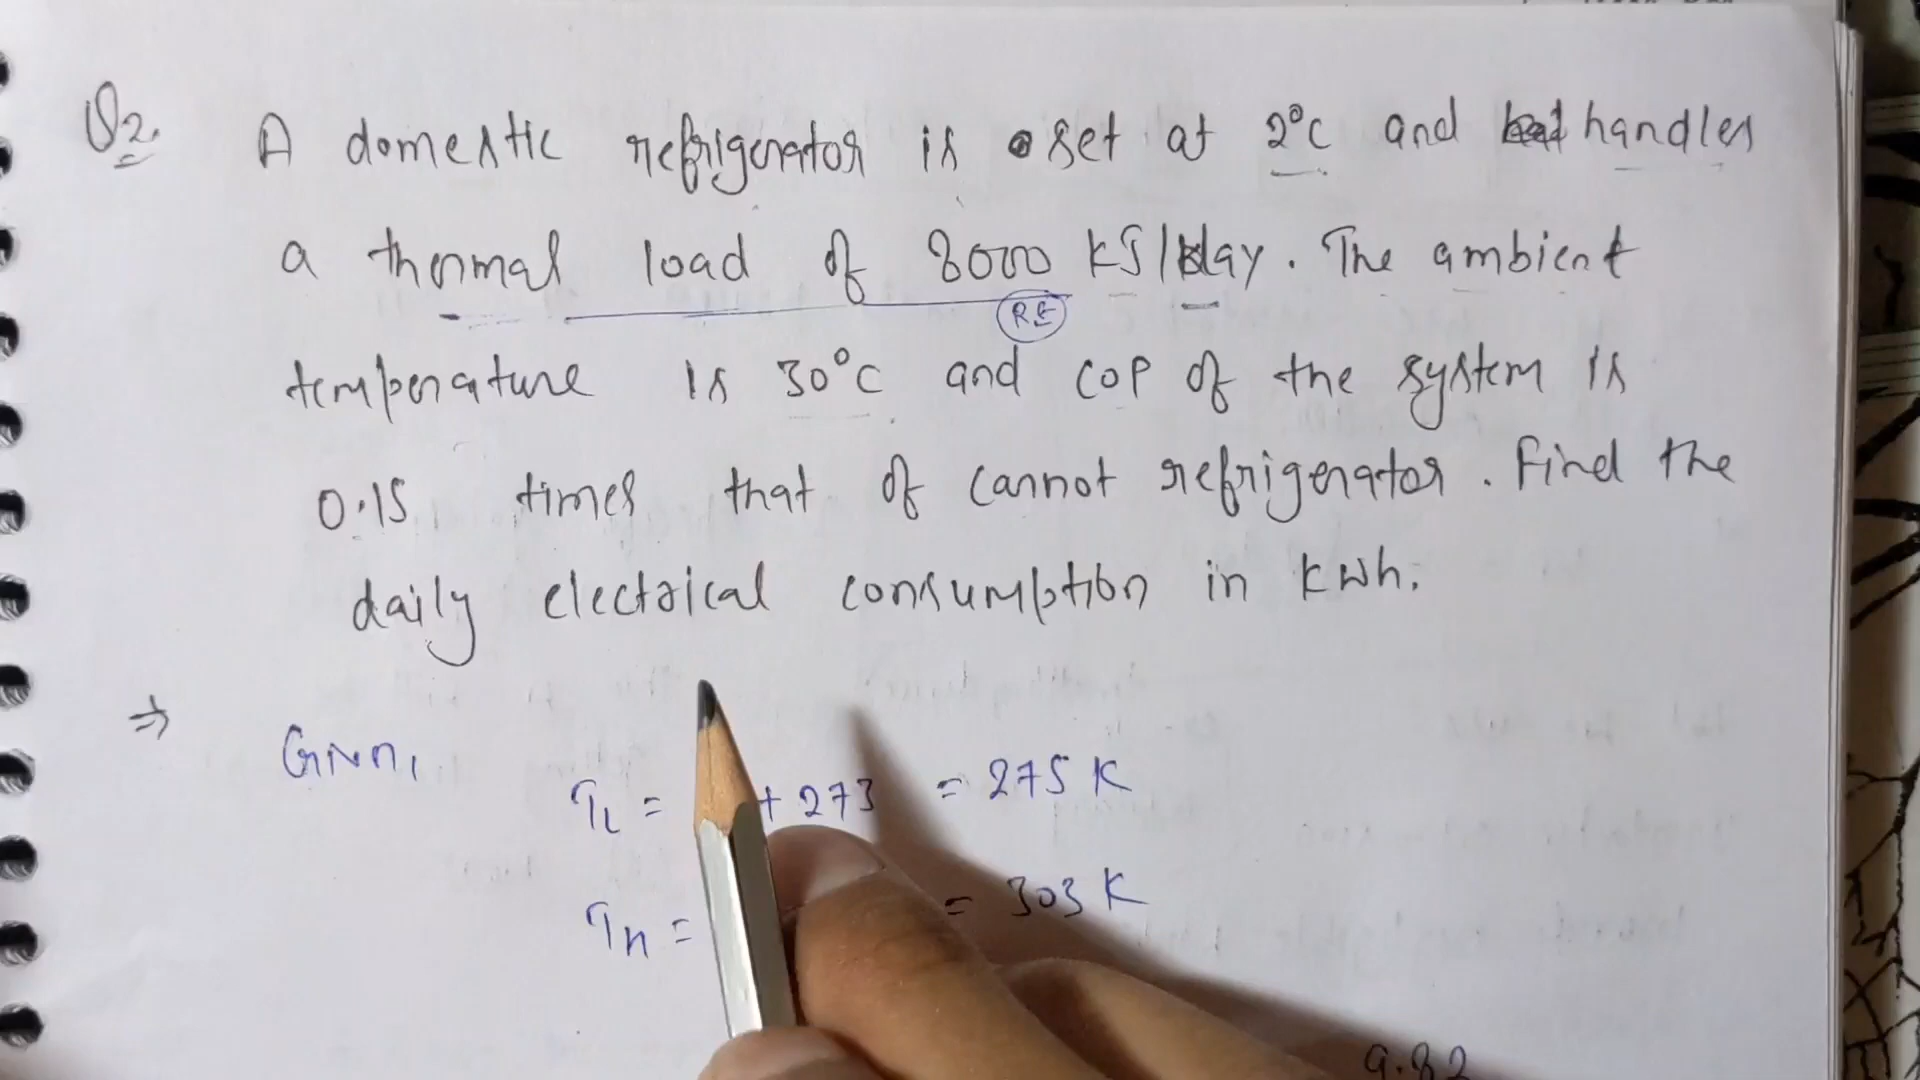 Q2. A domestic refrigerator is set at 2°C and handles
a thermal load of 8000 kJ/day. The ambient
RE
temperature is 30°C and COP of the system is
0.15 times that of Carnot refrigerator. Find the
daily electrical consumption in kWh.
⇒ Given,
TL = + 273 = 275 K
TH = = 303 K
9.82